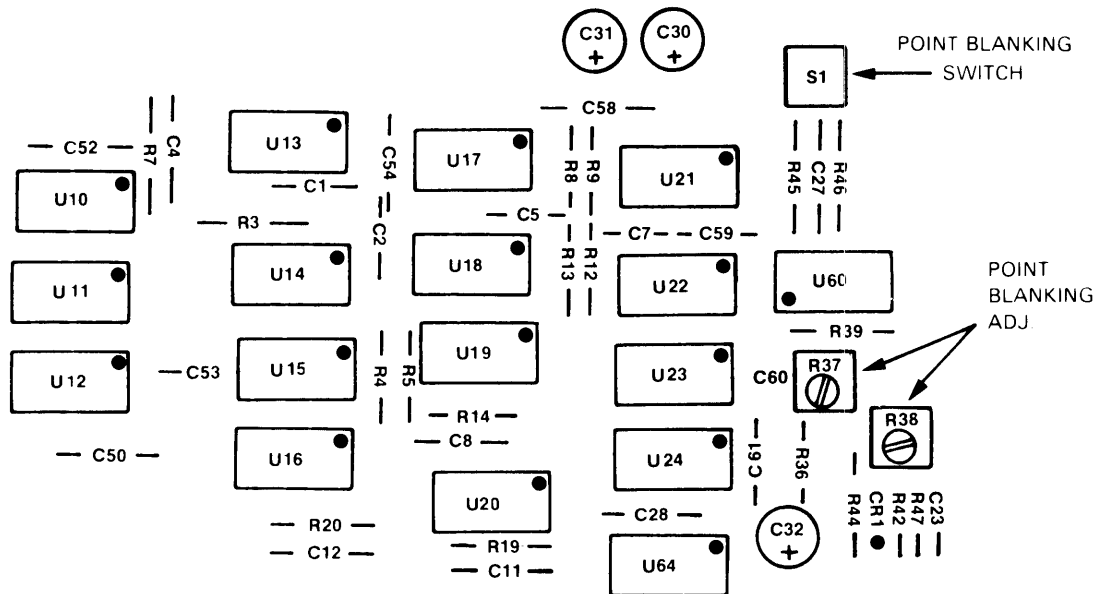 C31
C30
POINT BLANKING
SWITCH
S1
C58
C52
R7
C4
U13
C54
U17
R8
R9
U21
R45
C27
R46
U10
C1
R3
C2
C5
C7
C59
U14
U18
R13
R12
U22
U60
POINT
BLANKING
ADJ.
U11
R39
U12
C53
U15
R4
R5
U19
U23
C60
R37
R14
R38
C50
U16
C8
U24
C61
R36
U20
R20
C28
C32
R44
CR1
R42
R47
C23
C12
R19
C11
U64